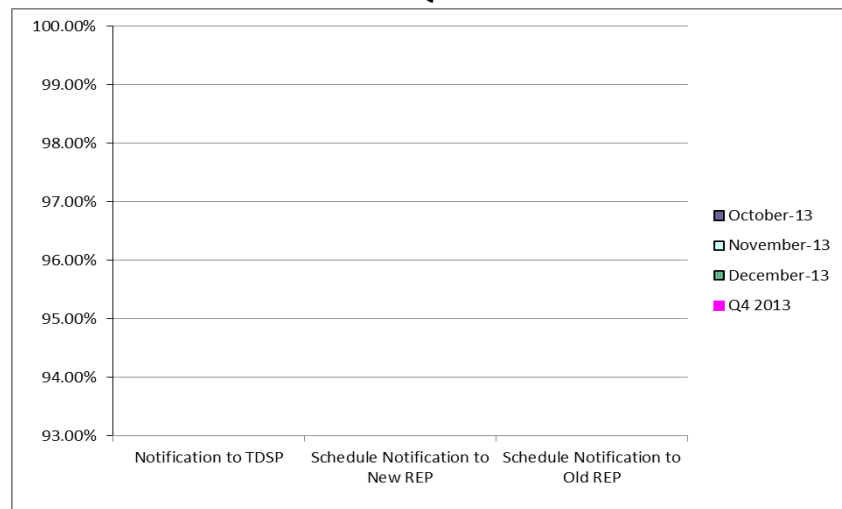 100.00%
99.00%
98.00%
97.00%
96.00%
95.00%
94.00%
93.00%
Notification to TDSP
Schedule Notification to
New REP
Schedule Notification to
Old REP
October-13
November-13
December-13
Q4 2013